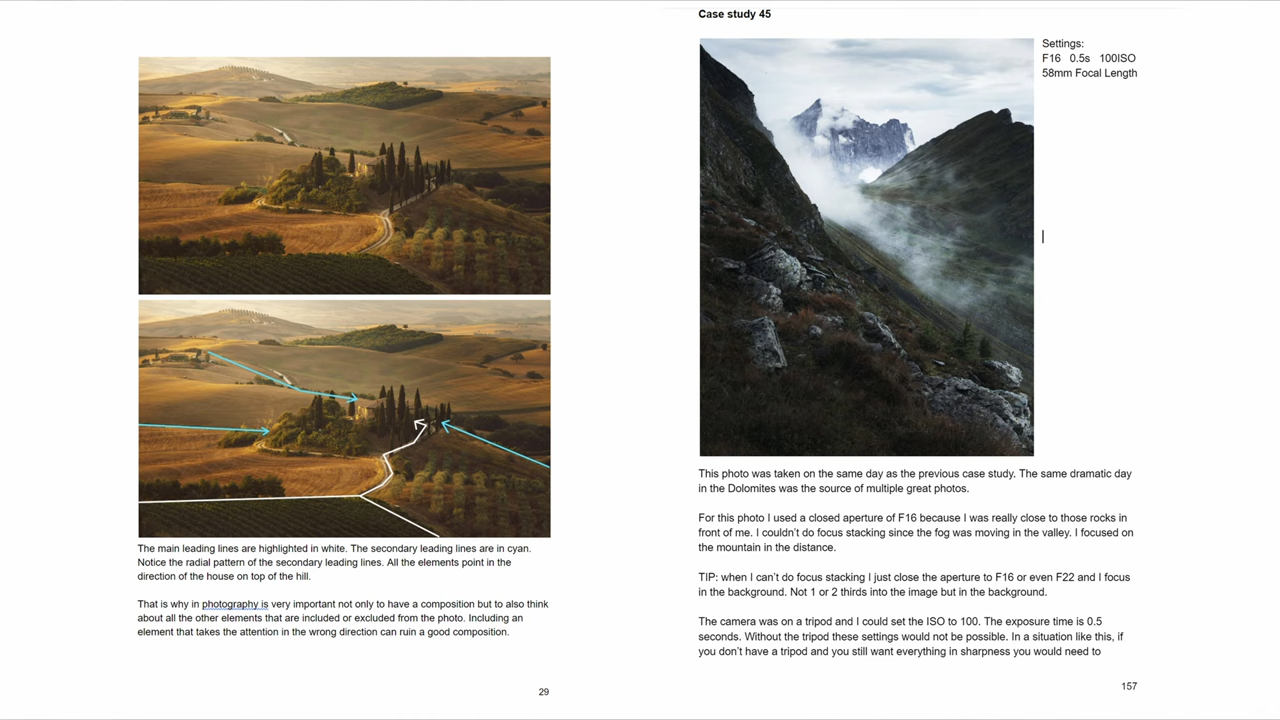 The main leading lines are highlighted in white. The secondary leading lines are in cyan.
Notice the radial pattern of the secondary leading lines. All the elements point in the
direction of the house on top of the hill.
That is why in photography is very important not only to have a composition but to also think
about all the other elements that are included or excluded from the photo. Including an
element that takes the attention in the wrong direction can ruin a good composition.
29
Case study 45
Settings:
F16 0.5s 100ISO
58mm Focal Length
This photo was taken on the same day as the previous case study. The same dramatic day
in the Dolomites was the source of multiple great photos.
For this photo I used a closed aperture of F16 because I was really close to those rocks in
front of me. I couldn't do focus stacking since the fog was moving in the valley. I focused on
the mountain in the distance.
TIP: when I can't do focus stacking I just close the aperture to F16 or even F22 and I focus
in the background. Not 1 or 2 thirds into the image but in the background.
The camera was on a tripod and I could set the ISO to 100. The exposure time is 0.5
seconds. Without the tripod these settings would not be possible. In a situation like this, if
you don't have a tripod and you still want everything in sharpness you would need to
157